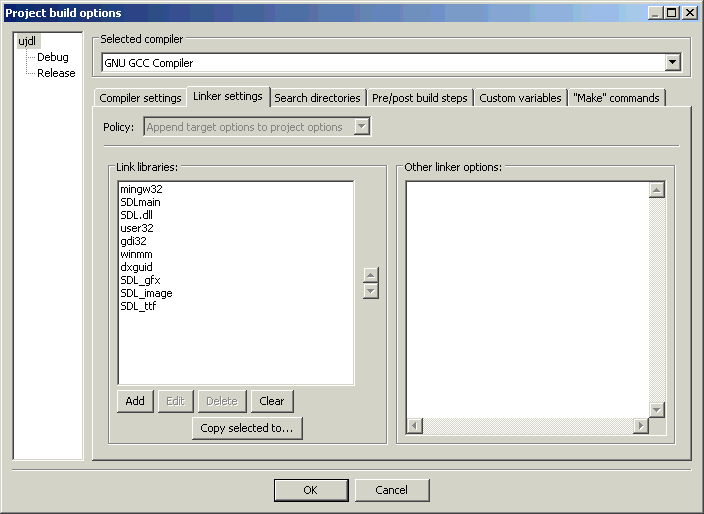 Project build options
ujdl
Debug
Release
Selected compiler
GNU GCC Compiler
Compiler settings
Linker settings
Search directories
Pre/post build steps
Custom variables
"Make" commands
Policy:
Append target options to project options
Link libraries:
mingw32
SDLmain
SDL.dll
user32
gdi32
winmm
dxguid
SDL_gfx
SDL_image
SDL_ttf
Add
Edit
Delete
Clear
Copy selected to...
Other linker options:
OK
Cancel